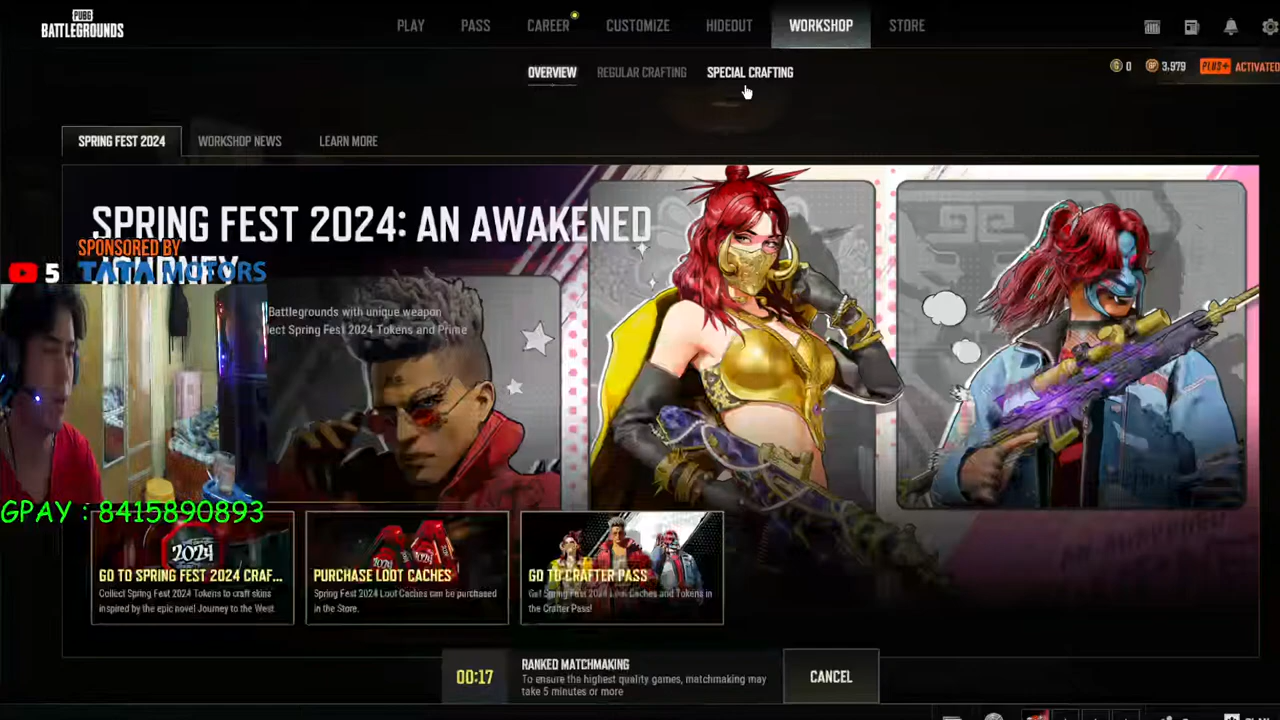 PUBG
BATTLEGROUNDS
PLAY
PASS
CAREER
CUSTOMIZE
HIDEOUT
WORKSHOP
STORE
OVERVIEW
REGULAR CRAFTING
SPECIAL CRAFTING
G 0
BP 3,979
PLUS+ ACTIVATED
SPRING FEST 2024
WORKSHOP NEWS
LEARN MORE
SPRING FEST 2024: AN AWAKENED
JOURNEY
SPONSORED BY
TATA MOTORS
5
Battlegrounds with unique weapon
lect Spring Fest 2024 Tokens and Prime
GPAY : 8415890893
2024
GO TO SPRING FEST 2024 CRAF...
Collect Spring Fest 2024 Tokens to craft skins
inspired by the epic novel Journey to the West.
PURCHASE LOOT CACHES
Spring Fest 2024 Loot Caches can be purchased
in the Store.
GO TO CRAFTER PASS
Get Spring Fest 2024 Loot Caches and Tokens in
the Crafter Pass!
00:17
RANKED MATCHMAKING
To ensure the highest quality games, matchmaking may
take 5 minutes or more
CANCEL